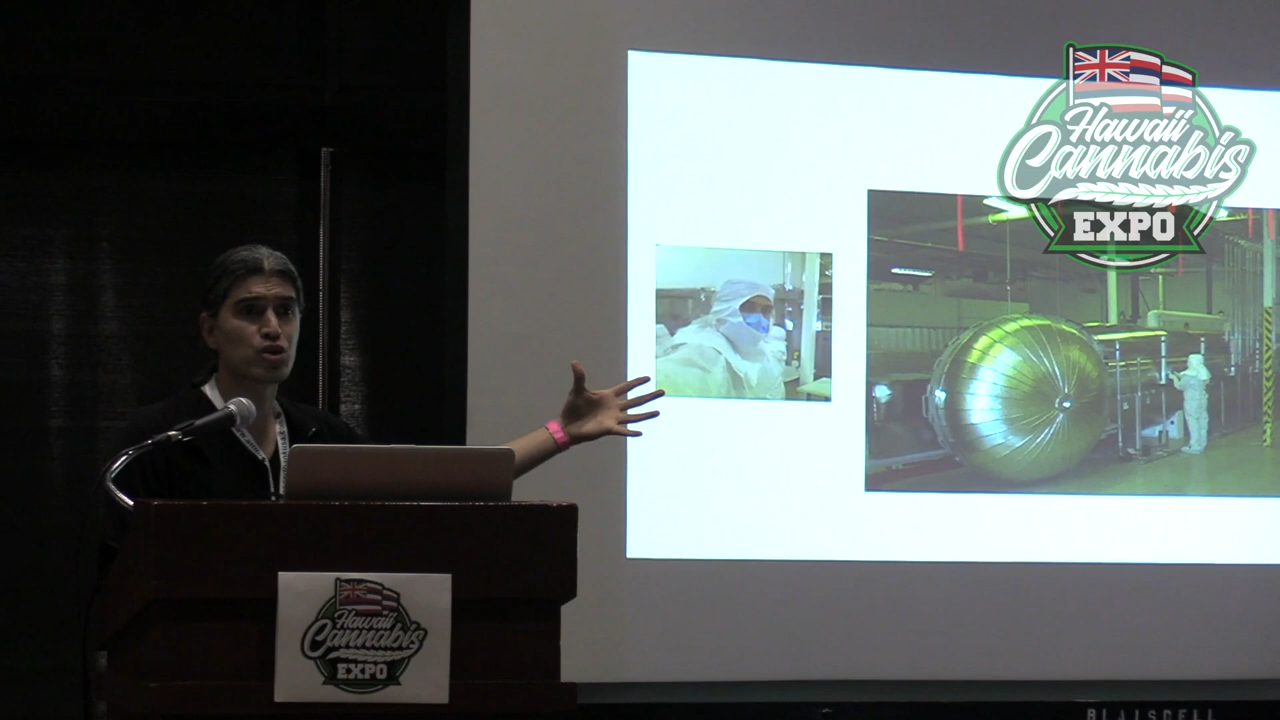 Hawaii
Cannabis
EXPO
Hawaii
Cannabis
EXPO
BLAISDELL